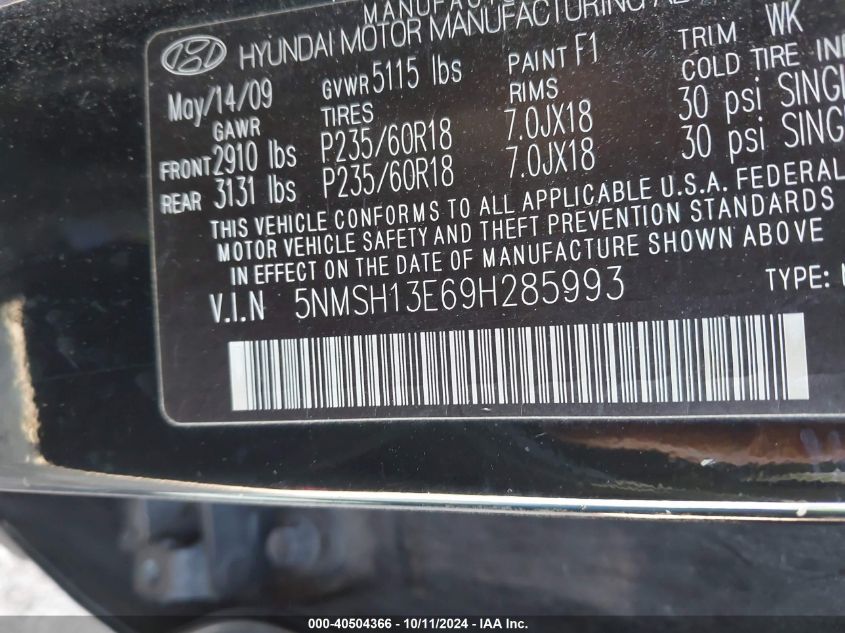 MANUFAC
HYUNDAI MOTOR MANUFACTURING
May/14/09 GVWR 5115 lbs PAINT F1 TRIM WK
GAWR TIRES RIMS COLD TIRE
FRONT 2910 lbs P235/60R18 7.0JX18 30 psi SINGL
REAR 3131 lbs P235/60R18 7.0JX18 30 psi SING
THIS VEHICLE CONFORMS TO ALL APPLICABLE U.S.A. FEDERAL
MOTOR VEHICLE SAFETY AND THEFT PREVENTION STANDARDS
IN EFFECT ON THE DATE OF MANUFACTURE SHOWN ABOVE
V.I.N 5NMSH13E69H285993 TYPE:
000-40504366 - 10/11/2024 - IAA Inc.